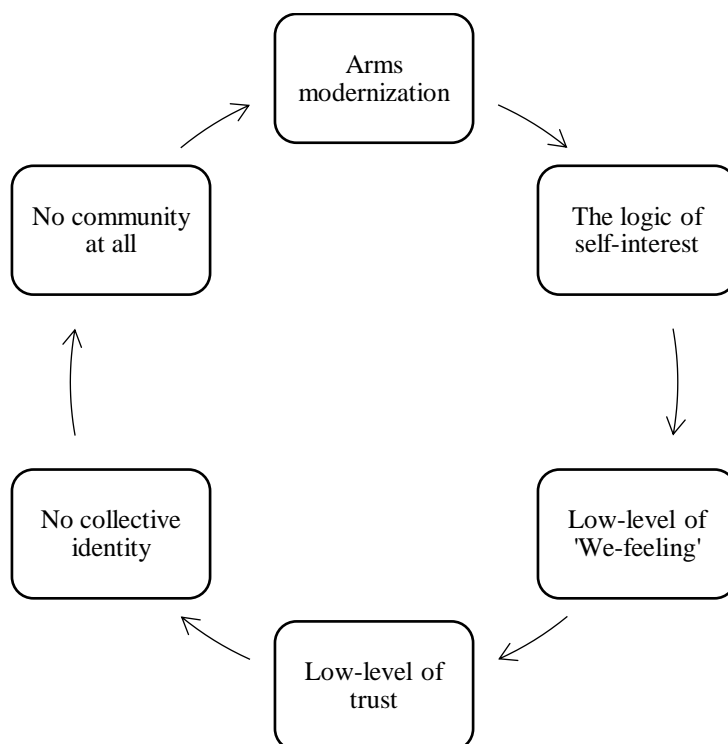 Arms
modernization
The logic of
self-interest
Low-level of
'We-feeling'
Low-level of
trust
No collective
identity
No community
at all